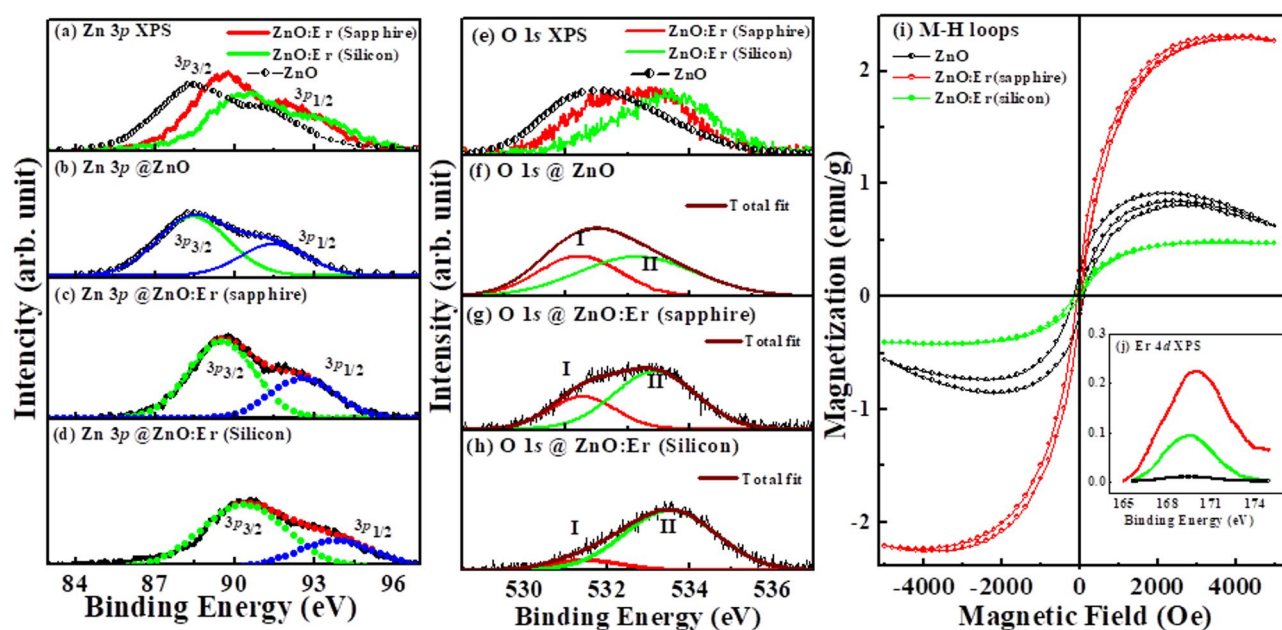 (a) Zn 3p XPS
ZnO:Er (Sapphire)
ZnO:Er (Silicon)
ZnO
3p3/2
3p1/2
(b) Zn 3p @ZnO
3p3/2
3p1/2
(c) Zn 3p @ZnO:Er (sapphire)
3p3/2
3p1/2
(d) Zn 3p @ZnO:Er (Silicon)
3p3/2
3p1/2
84 87 90 93 96
Binding Energy (eV)
Intencity (arb. unit)
(e) O 1s XPS
ZnO:Er (Sapphire)
ZnO:Er (Silicon)
ZnO
(f) O 1s @ ZnO
Total fit
I
II
(g) O 1s @ ZnO:Er (sapphire)
Total fit
I
II
(h) O 1s @ ZnO:Er (Silicon)
Total fit
I
II
530 532 534 536
Binding Energy (eV)
Intensity (arb. unit)
(i) M-H loops
ZnO
ZnO:Er(sapphire)
ZnO:Er(silicon)
2
1
0
-1
-2
Magnetization (emu/g)
-4000 -2000 0 2000 4000
Magnetic Field (Oe)
(j) Er 4d XPS
0.3
0.2
0.1
0.0
165 168 171 174
Binding Energy (eV)